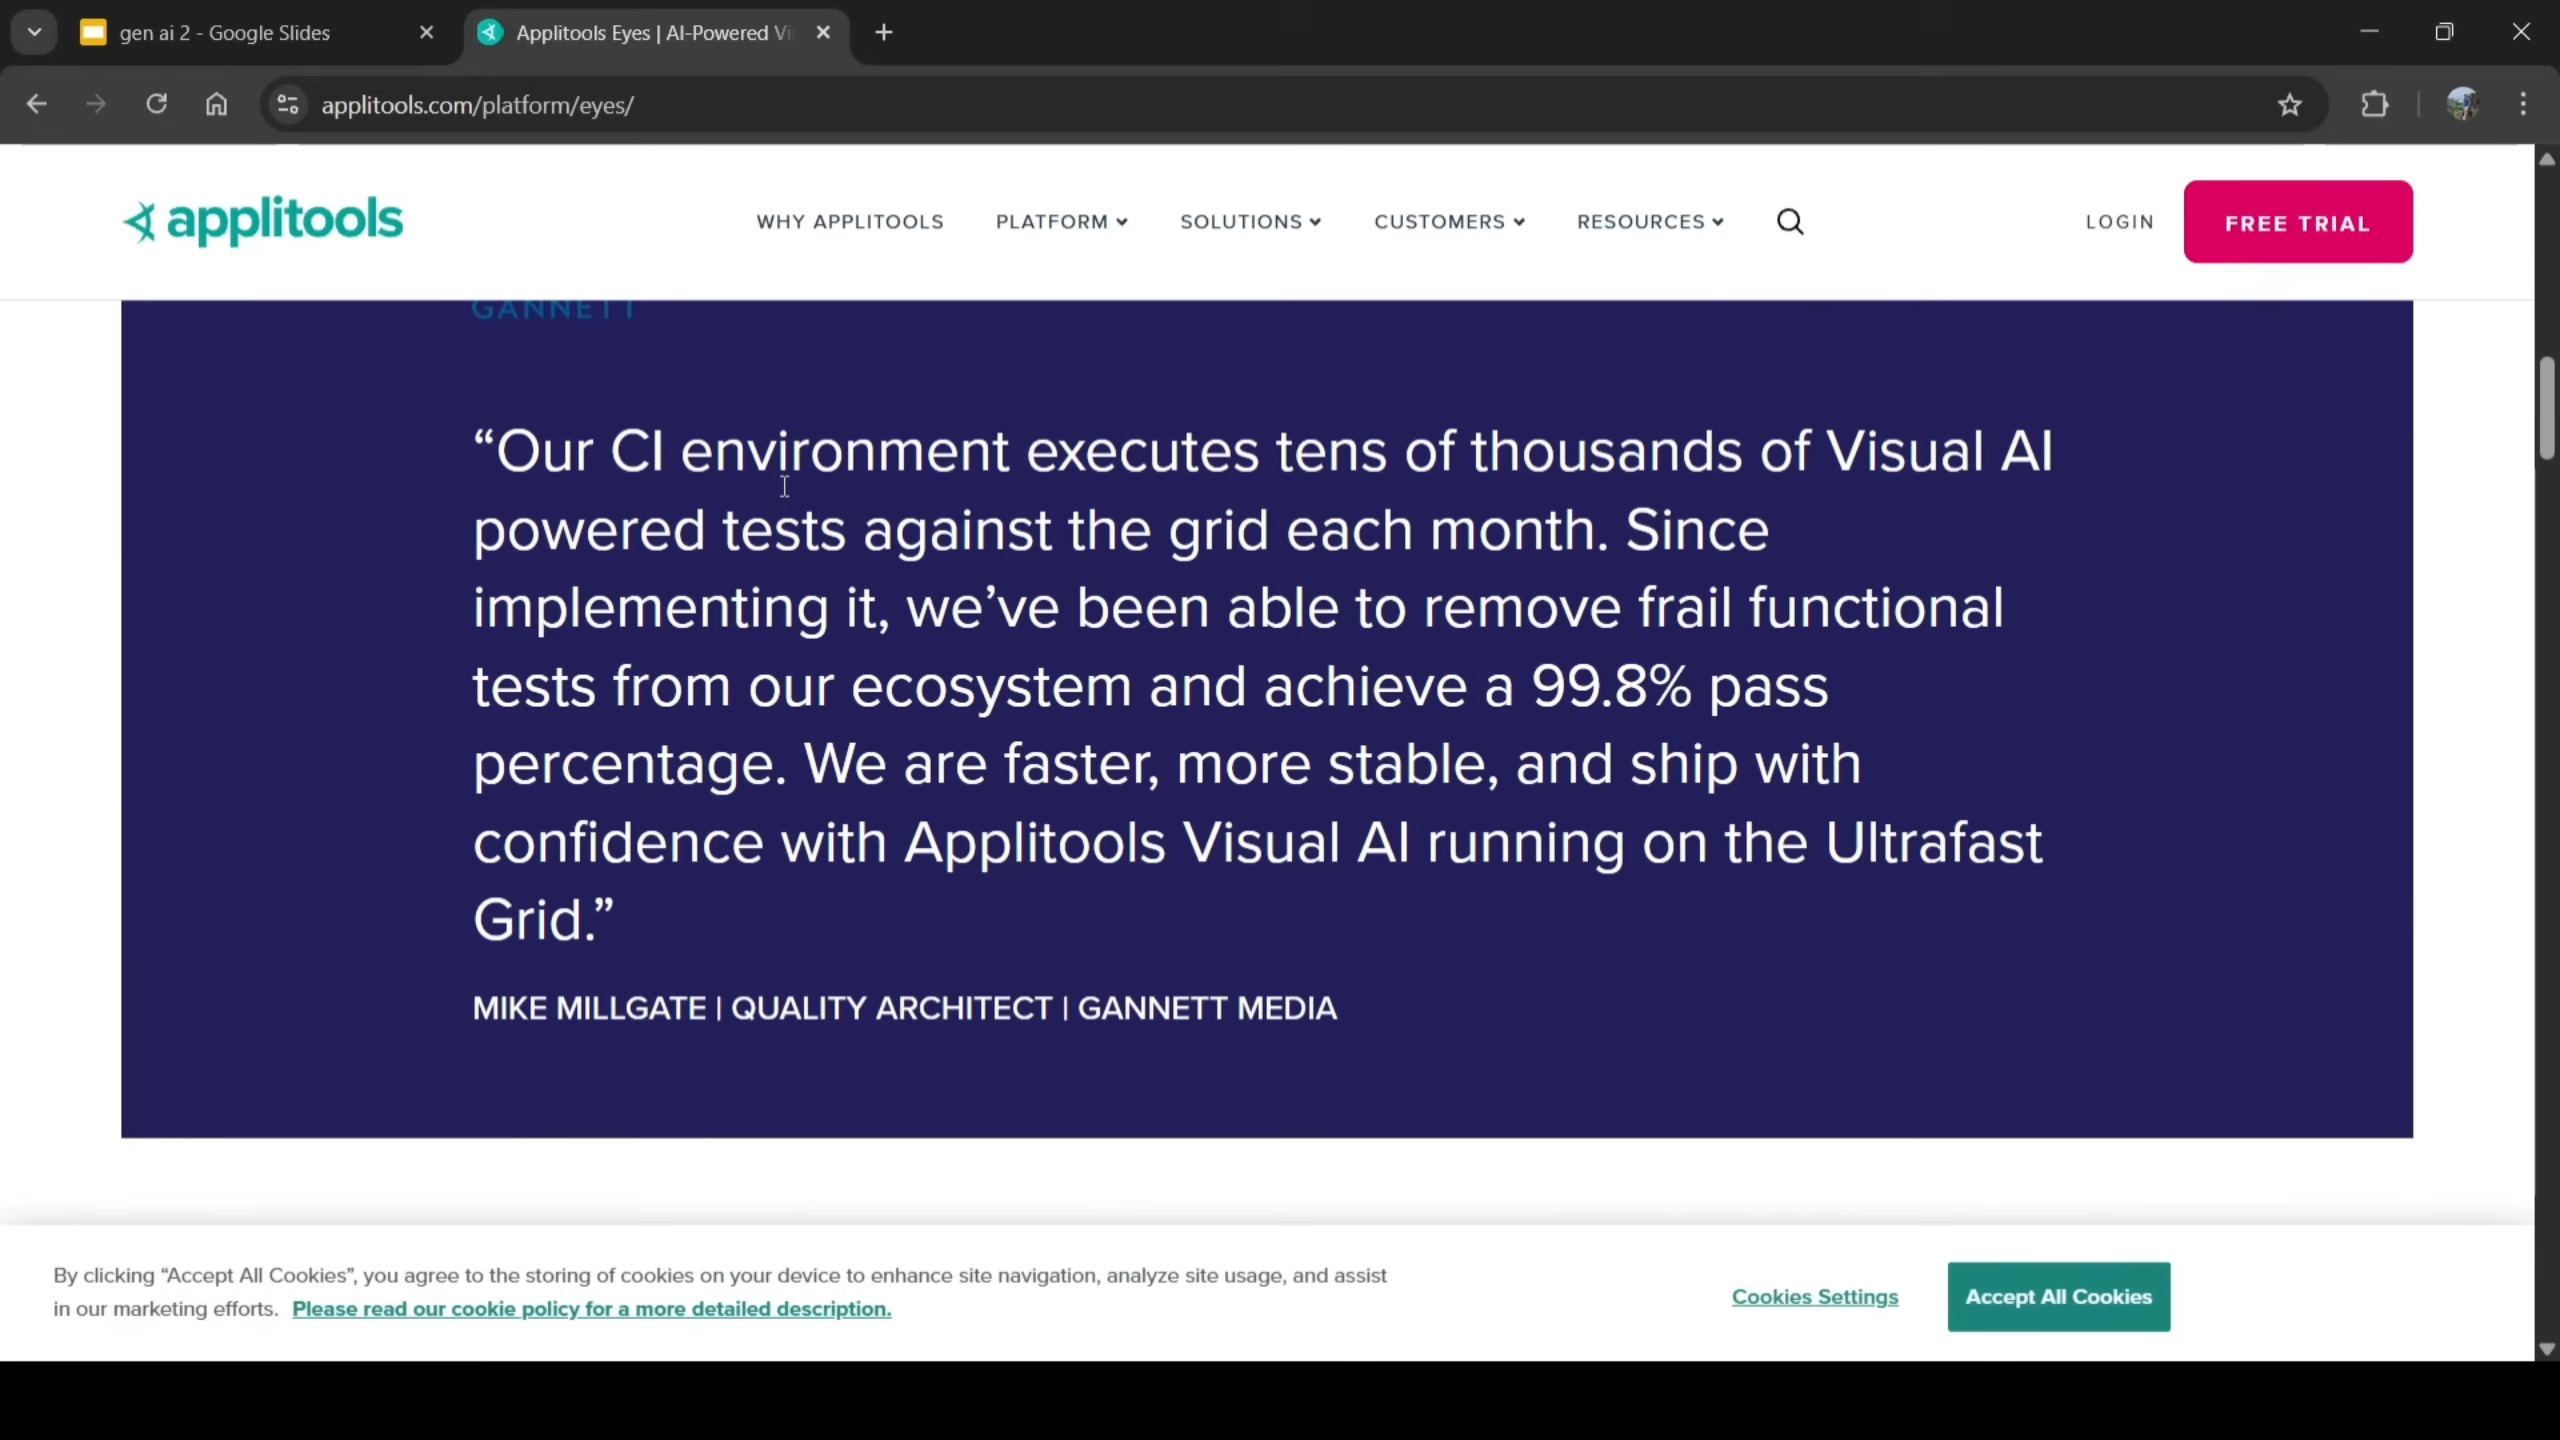 gen ai 2 - Google Slides
Applitools Eyes | AI-Powered Vi
applitools.com/platform/eyes/
applitools
WHY APPLITOOLS
PLATFORM
SOLUTIONS
CUSTOMERS
RESOURCES
LOGIN
FREE TRIAL
GANNETT
“Our CI environment executes tens of thousands of Visual AI
powered tests against the grid each month. Since
implementing it, we’ve been able to remove frail functional
tests from our ecosystem and achieve a 99.8% pass
percentage. We are faster, more stable, and ship with
confidence with Applitools Visual AI running on the Ultrafast
Grid.”
MIKE MILLGATE | QUALITY ARCHITECT | GANNETT MEDIA
By clicking “Accept All Cookies”, you agree to the storing of cookies on your device to enhance site navigation, analyze site usage, and assist
in our marketing efforts. Please read our cookie policy for a more detailed description.
Cookies Settings
Accept All Cookies